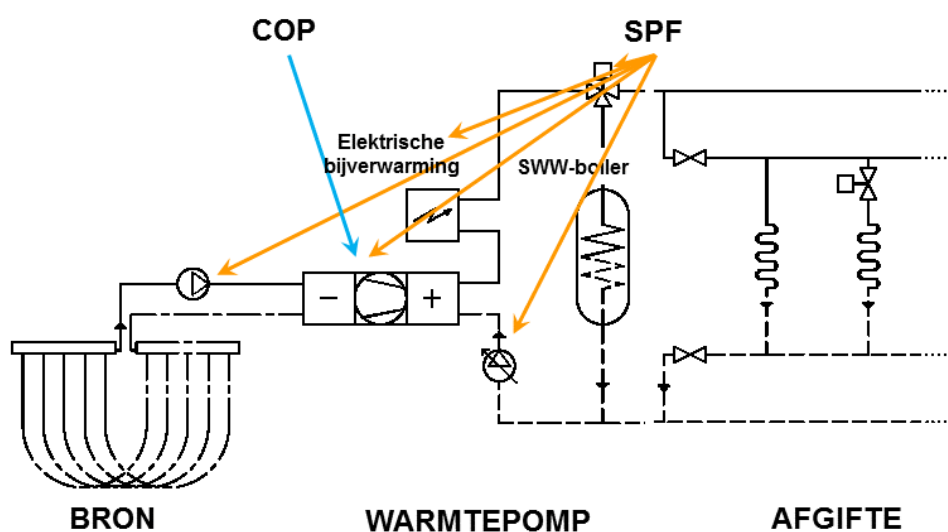 COP
SPF
Elektrische
bijverwarming
SWW-boiler
BRON
WARMTEPOMP
AFGIFTE